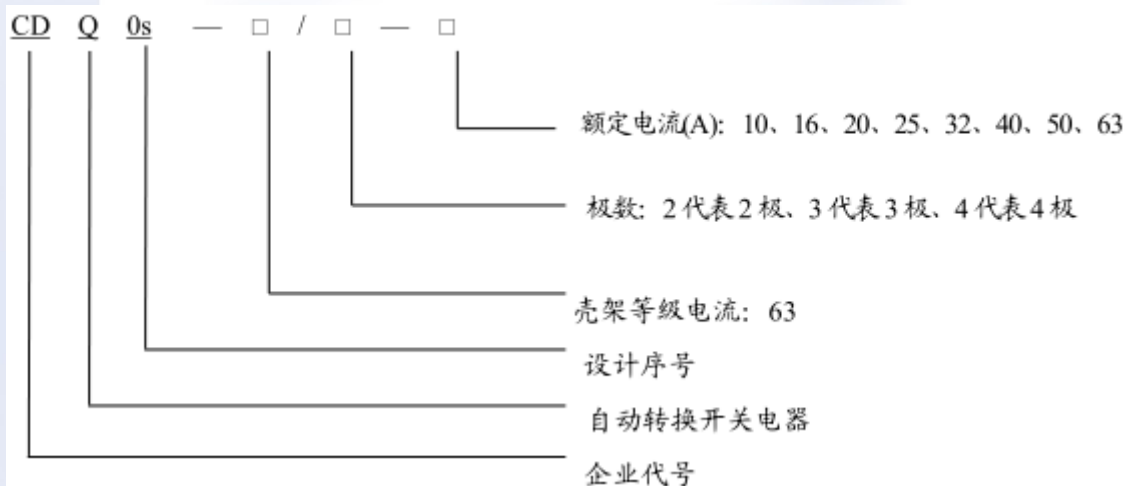 CD Q 0s — □ / □ — □
额定电流(A): 10、16、20、25、32、40、50、63
极数: 2代表2极、3代表3极、4代表4极
壳架等级电流: 63
设计序号
自动转换开关电器
企业代号